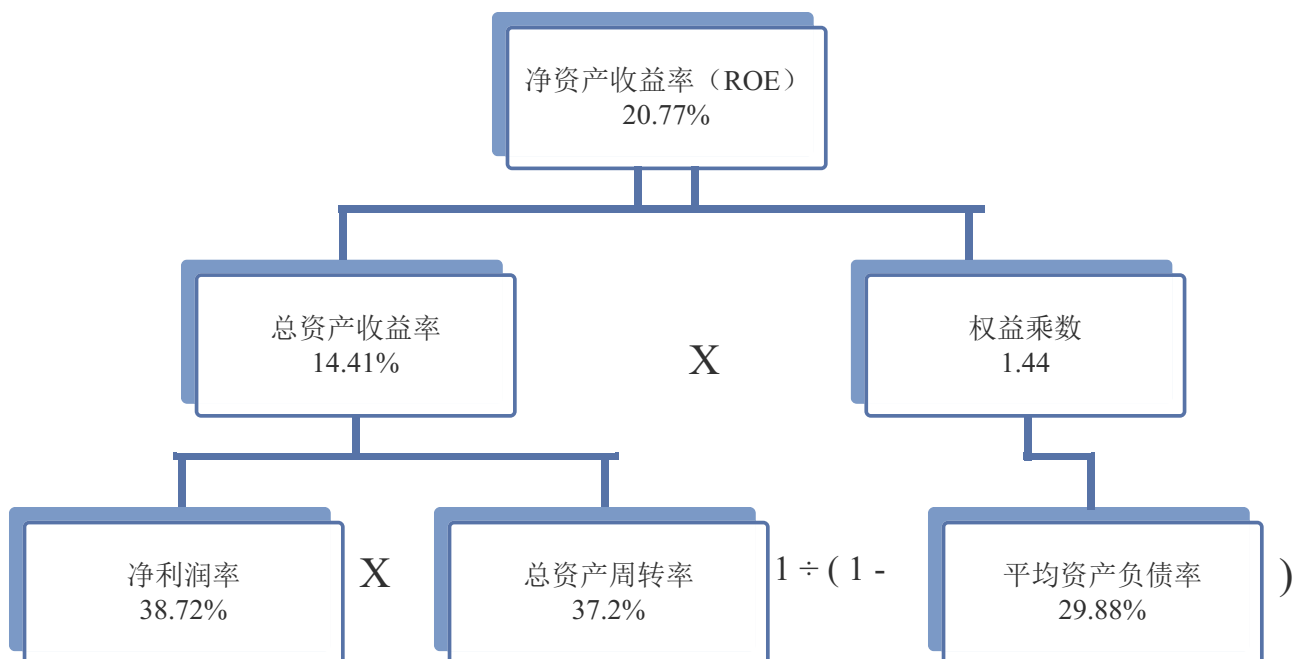 净资产收益率（ROE）
20.77%
总资产收益率
14.41%
X
权益乘数
1.44
净利润率
38.72%
X
总资产周转率
37.2%
1 ÷ ( 1 -
平均资产负债率
29.88%
)